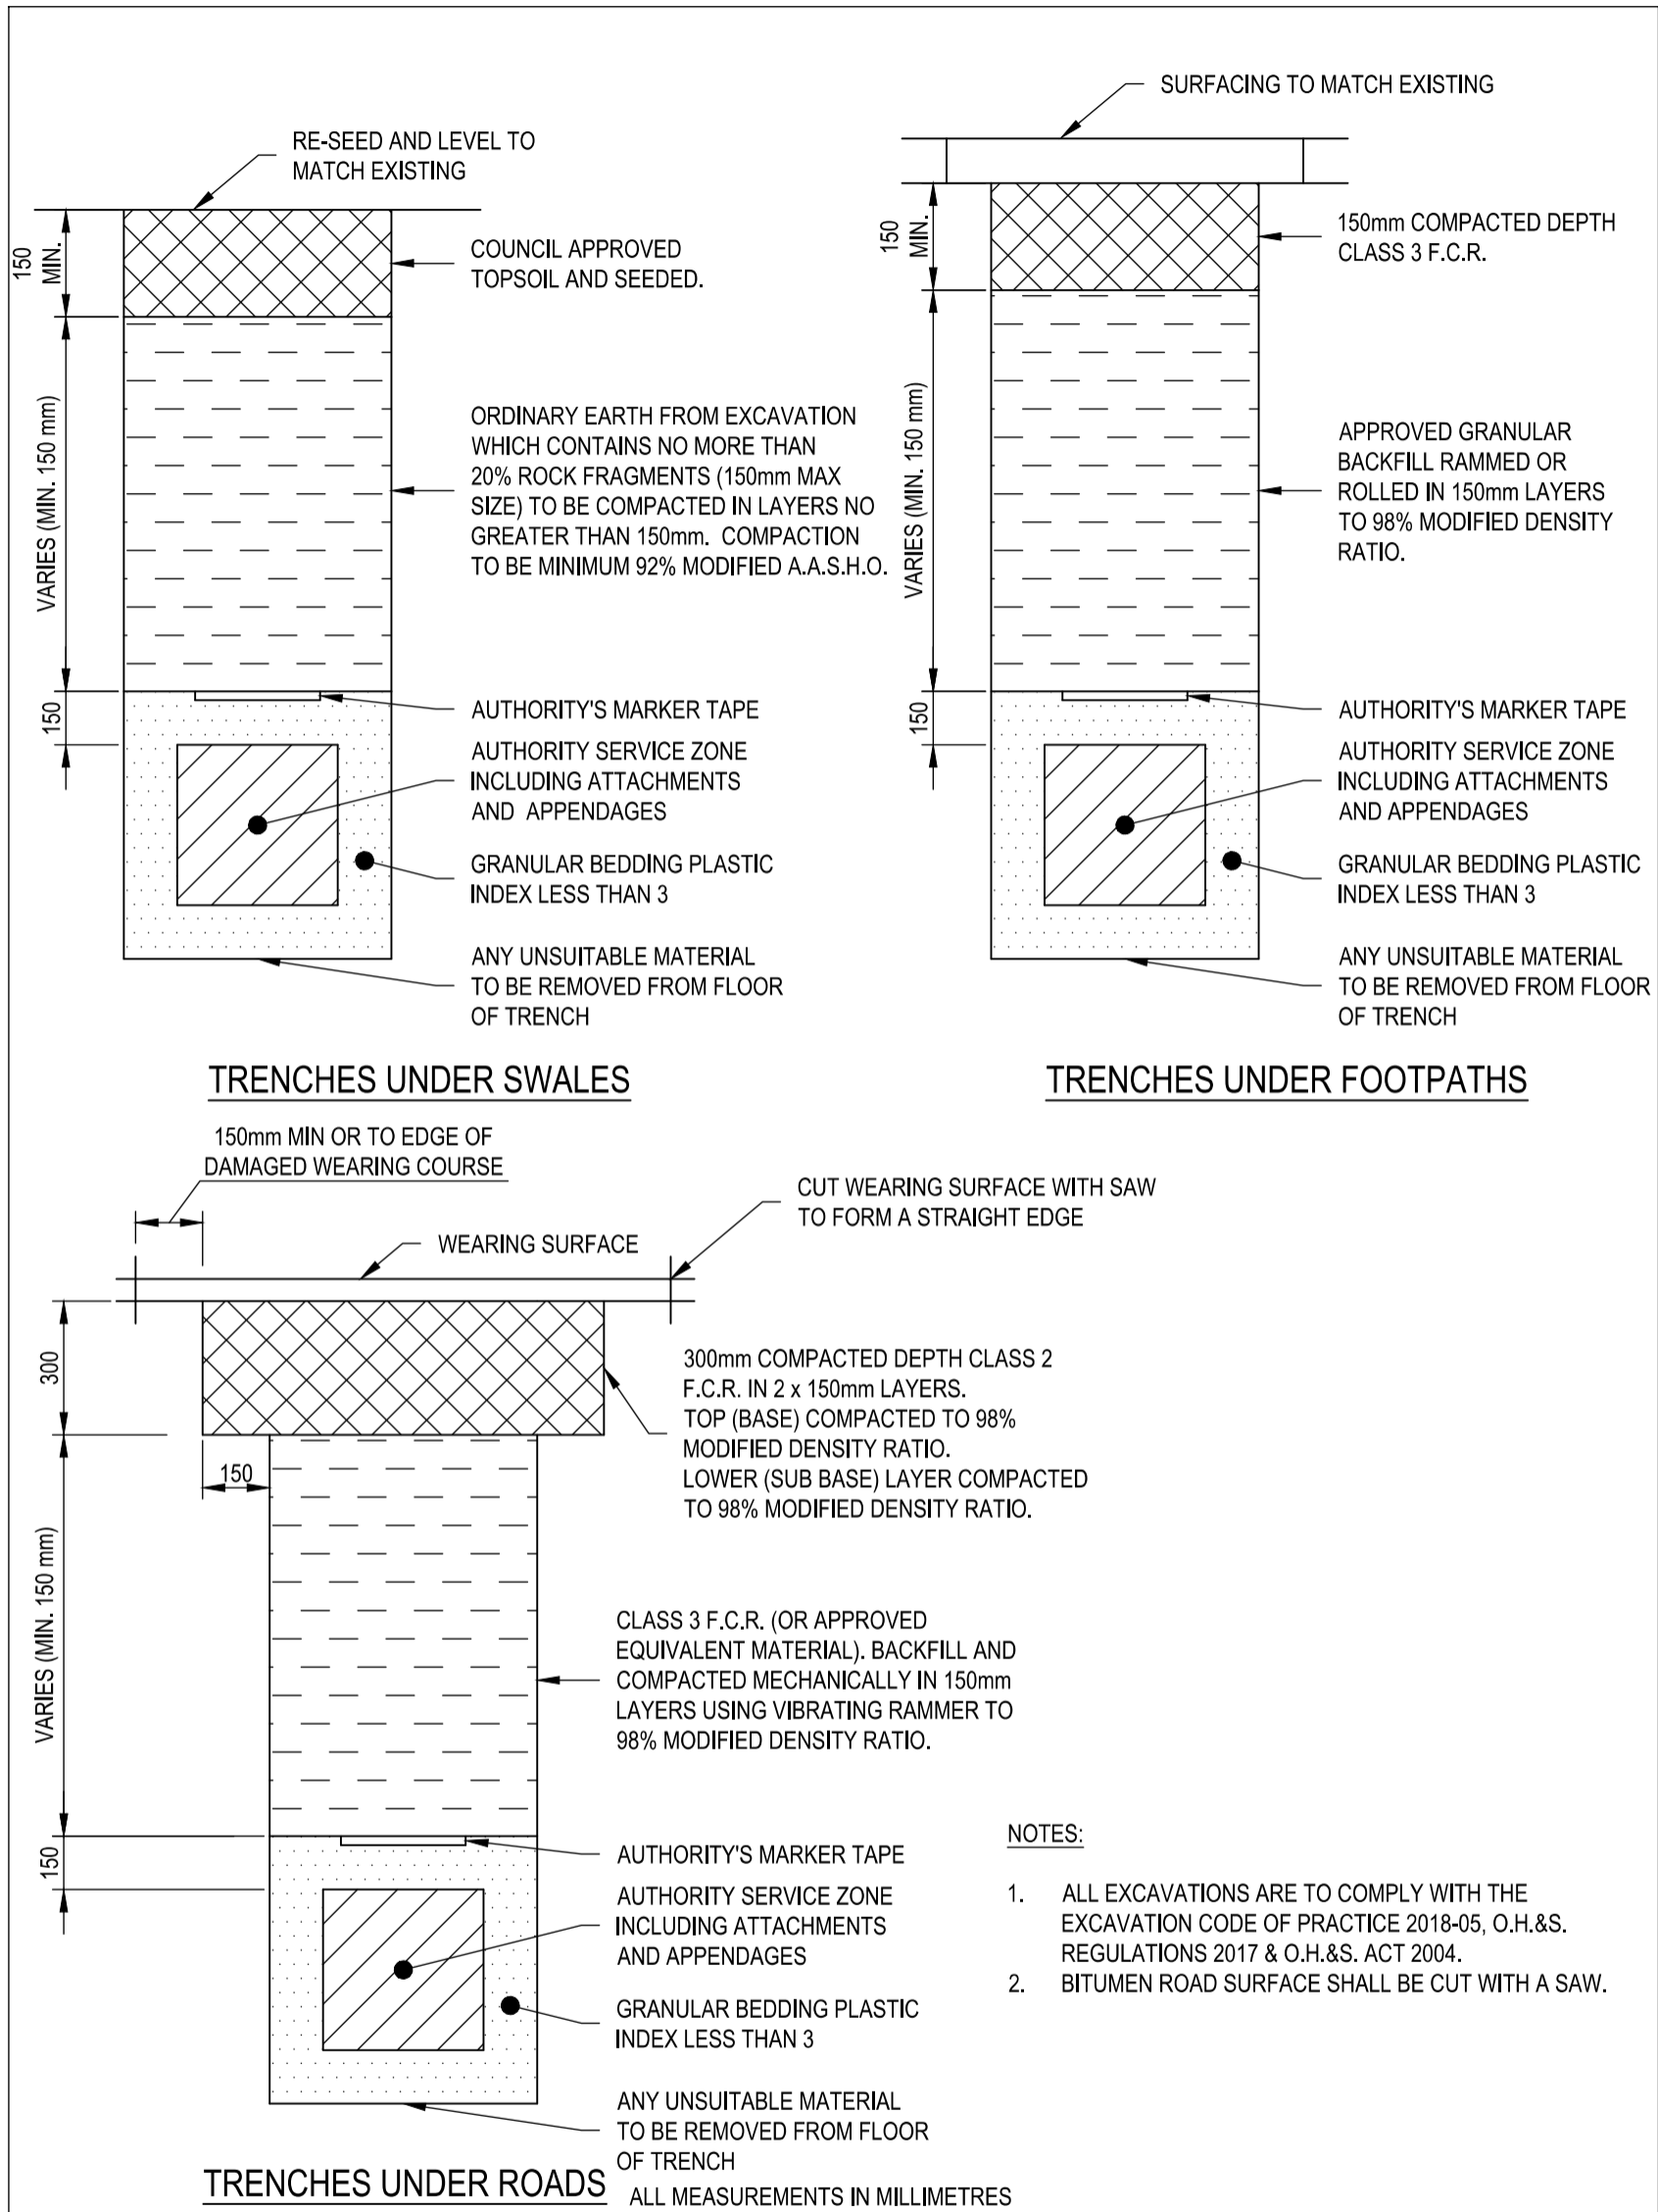 RE-SEED AND LEVEL TO
MATCH EXISTING
150
MIN.
COUNCIL APPROVED
TOPSOIL AND SEEDED.
VARIES (MIN. 150 mm)
ORDINARY EARTH FROM EXCAVATION
WHICH CONTAINS NO MORE THAN
20% ROCK FRAGMENTS (150mm MAX
SIZE) TO BE COMPACTED IN LAYERS NO
GREATER THAN 150mm. COMPACTION
TO BE MINIMUM 92% MODIFIED A.A.S.H.O.
150
AUTHORITY'S MARKER TAPE
AUTHORITY SERVICE ZONE
INCLUDING ATTACHMENTS
AND APPENDAGES
GRANULAR BEDDING PLASTIC
INDEX LESS THAN 3
ANY UNSUITABLE MATERIAL
TO BE REMOVED FROM FLOOR
OF TRENCH
TRENCHES UNDER SWALES
SURFACING TO MATCH EXISTING
150
MIN.
150mm COMPACTED DEPTH
CLASS 3 F.C.R.
VARIES (MIN. 150 mm)
APPROVED GRANULAR
BACKFILL RAMMED OR
ROLLED IN 150mm LAYERS
TO 98% MODIFIED DENSITY
RATIO.
150
AUTHORITY'S MARKER TAPE
AUTHORITY SERVICE ZONE
INCLUDING ATTACHMENTS
AND APPENDAGES
GRANULAR BEDDING PLASTIC
INDEX LESS THAN 3
ANY UNSUITABLE MATERIAL
TO BE REMOVED FROM FLOOR
OF TRENCH
TRENCHES UNDER FOOTPATHS
150mm MIN OR TO EDGE OF
DAMAGED WEARING COURSE
CUT WEARING SURFACE WITH SAW
TO FORM A STRAIGHT EDGE
WEARING SURFACE
300
300mm COMPACTED DEPTH CLASS 2
F.C.R. IN 2 x 150mm LAYERS.
TOP (BASE) COMPACTED TO 98%
MODIFIED DENSITY RATIO.
LOWER (SUB BASE) LAYER COMPACTED
TO 98% MODIFIED DENSITY RATIO.
150
VARIES (MIN. 150 mm)
CLASS 3 F.C.R. (OR APPROVED
EQUIVALENT MATERIAL). BACKFILL AND
COMPACTED MECHANICALLY IN 150mm
LAYERS USING VIBRATING RAMMER TO
98% MODIFIED DENSITY RATIO.
150
AUTHORITY'S MARKER TAPE
AUTHORITY SERVICE ZONE
INCLUDING ATTACHMENTS
AND APPENDAGES
GRANULAR BEDDING PLASTIC
INDEX LESS THAN 3
ANY UNSUITABLE MATERIAL
TO BE REMOVED FROM FLOOR
OF TRENCH
TRENCHES UNDER ROADS
ALL MEASUREMENTS IN MILLIMETRES
NOTES:
1. ALL EXCAVATIONS ARE TO COMPLY WITH THE
EXCAVATION CODE OF PRACTICE 2018-05, O.H.&S.
REGULATIONS 2017 & O.H.&S. ACT 2004.
2. BITUMEN ROAD SURFACE SHALL BE CUT WITH A SAW.